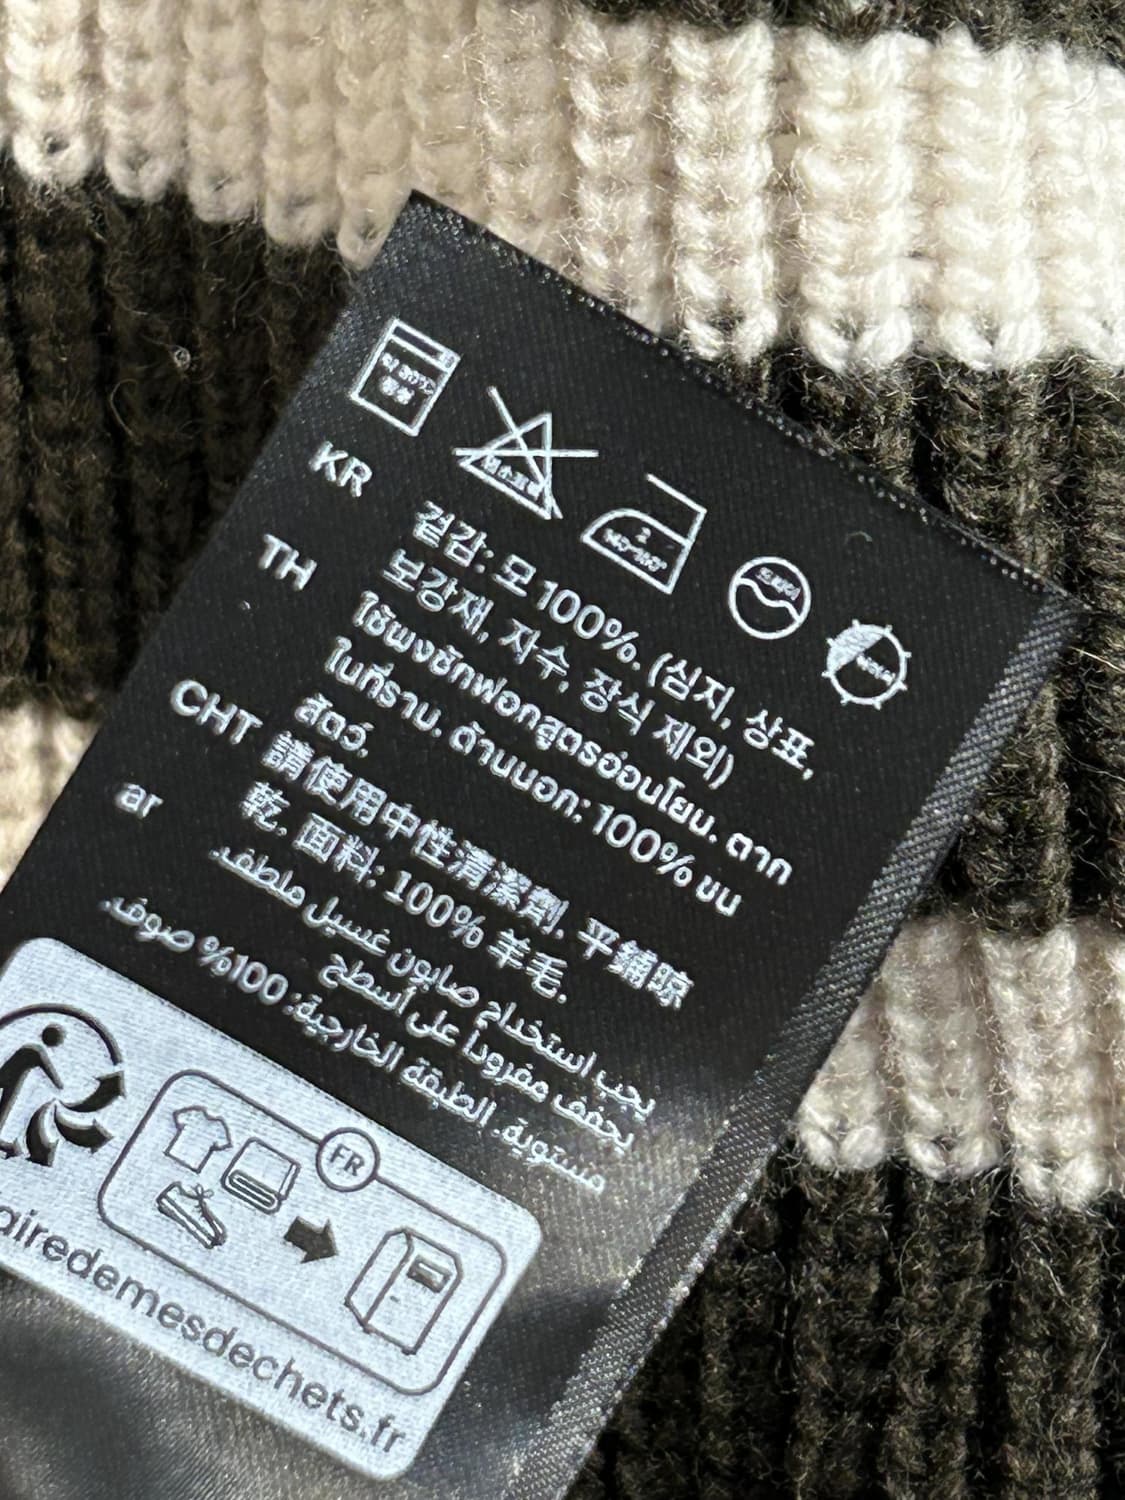 KR
겉감: 모 100%. (심지, 상표,
보강재, 자수, 장식 제외)
TH
ใช้ผงซักฟอกสูตรอ่อนโยน. ตาก
ในที่ราบ. ด้านนอก: 100% ขน
สัตว์.
CHT
請使用中性清潔劑. 平鋪晾
乾. 面料: 100% 羊毛.
ar
يجب استخدام صابون غسيل ملطف.
يجفف مفروداً على أسطح
مستوية. الطبقة الخارجية: 100% صوف.
FR
airedemesdechets.fr